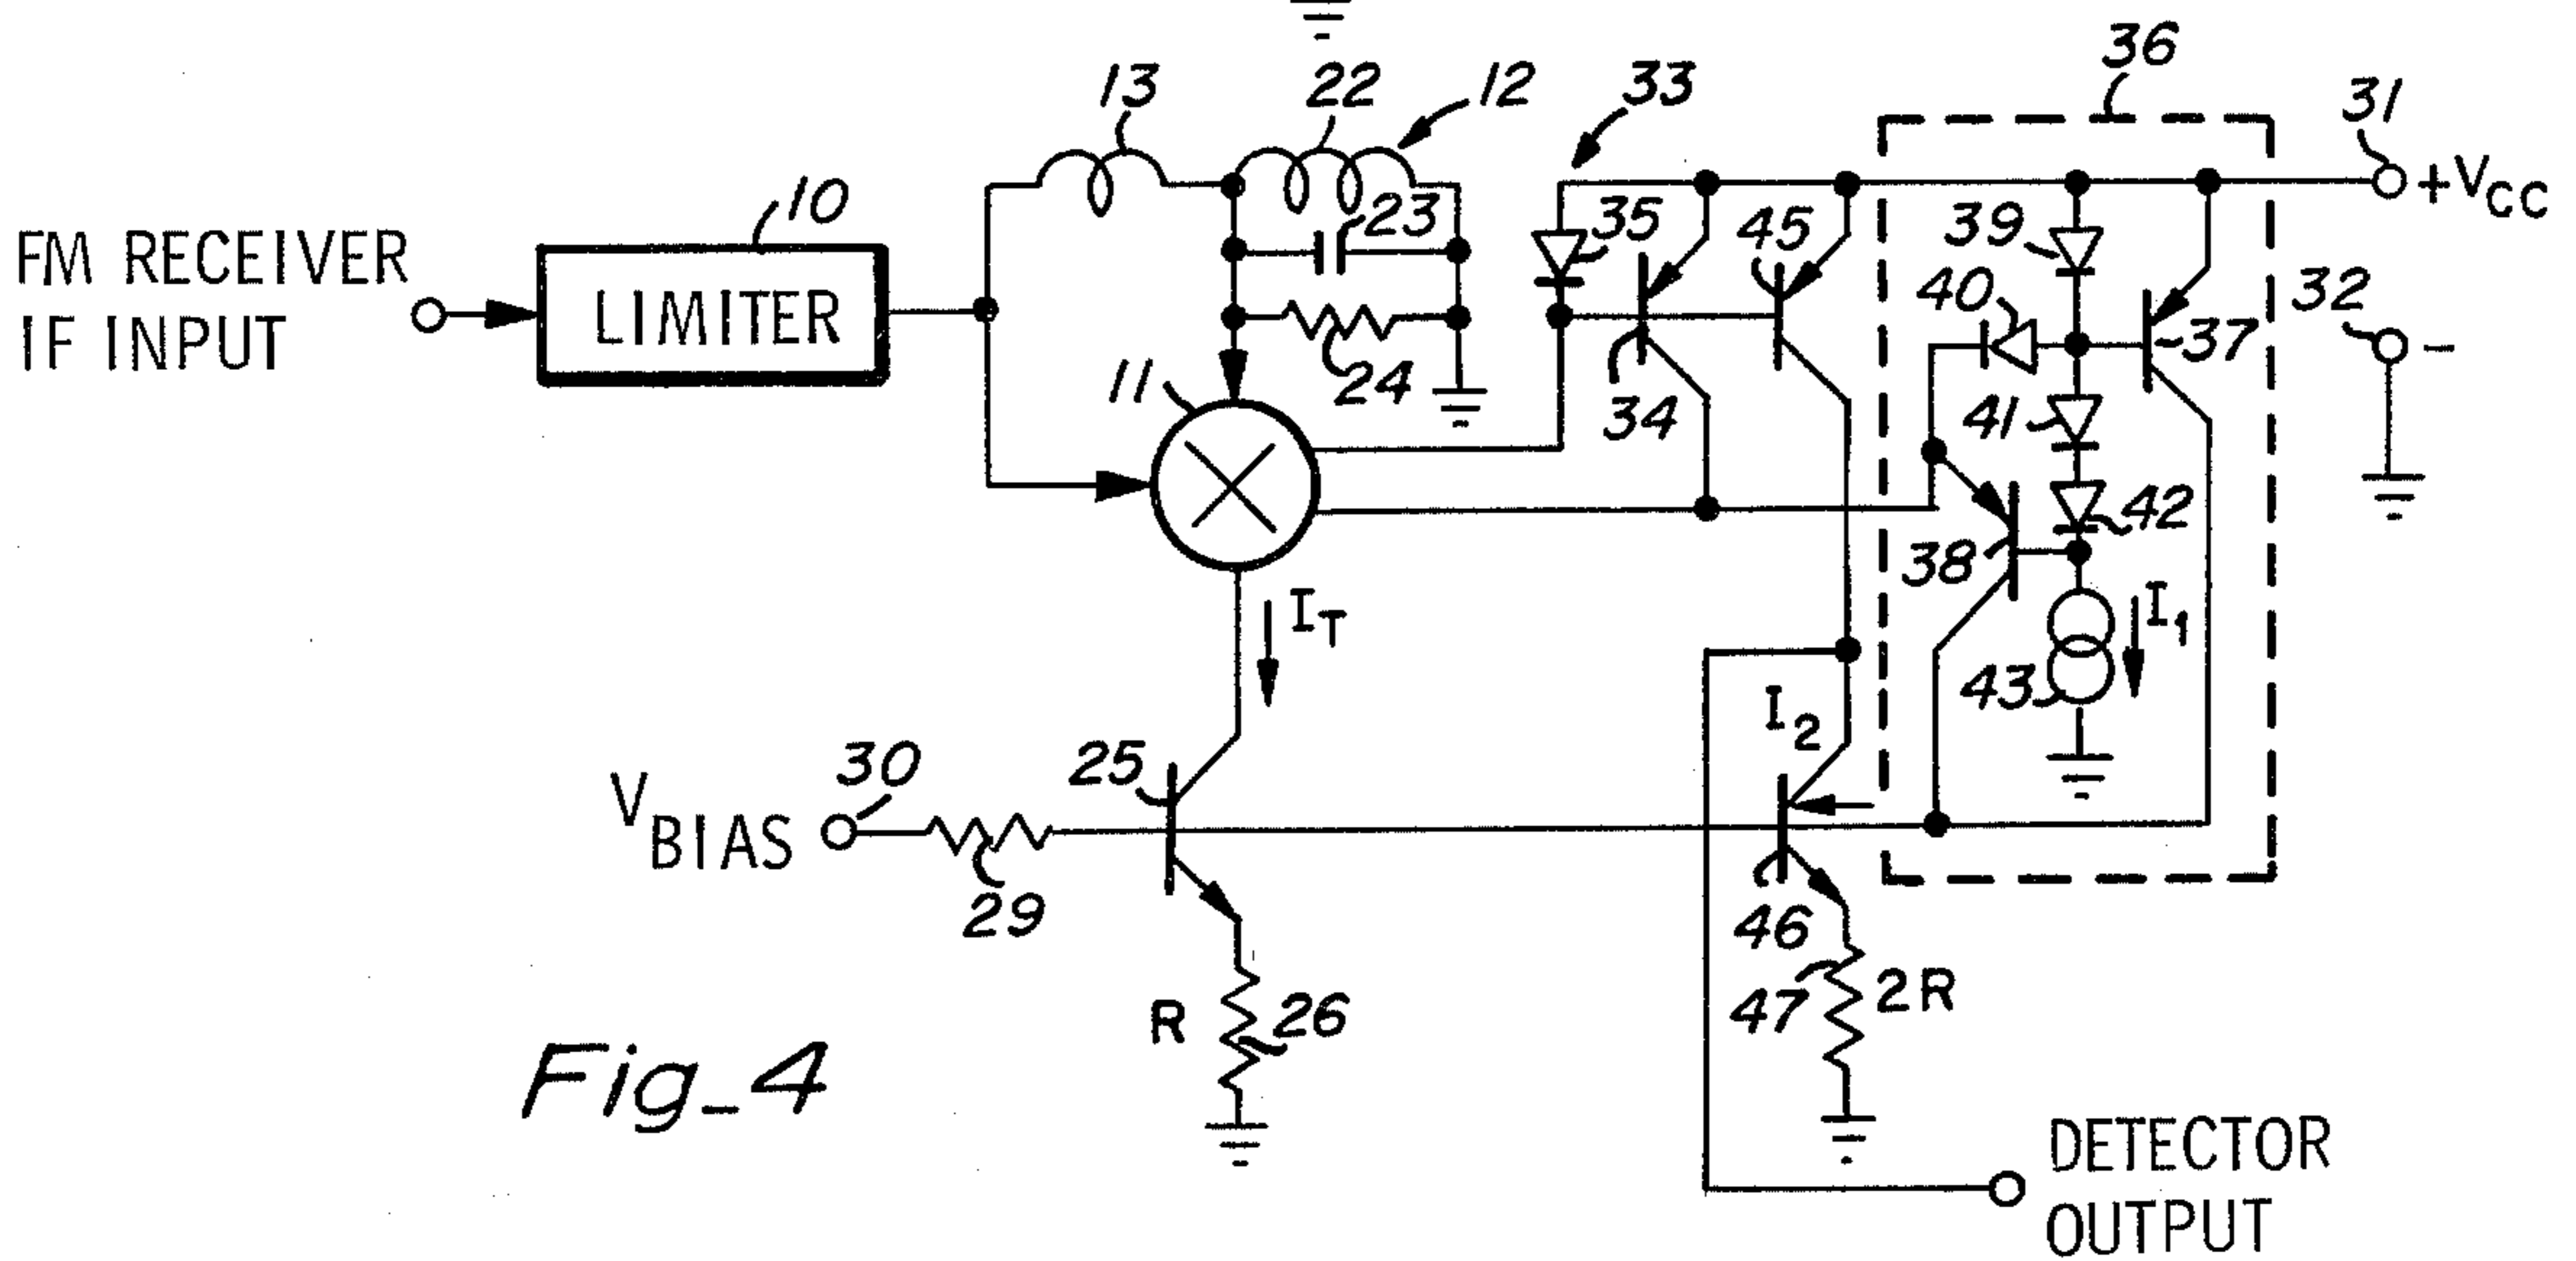 36
13
22
12
33
31
+VCC
10
23
35
45
39
40
32
-
FM RECEIVER
IF INPUT
LIMITER
24
37
11
34
41
42
38
IT
I1
43
I2
30
25
VBIAS
29
46
47
2R
R
26
Fig_4
DETECTOR
OUTPUT